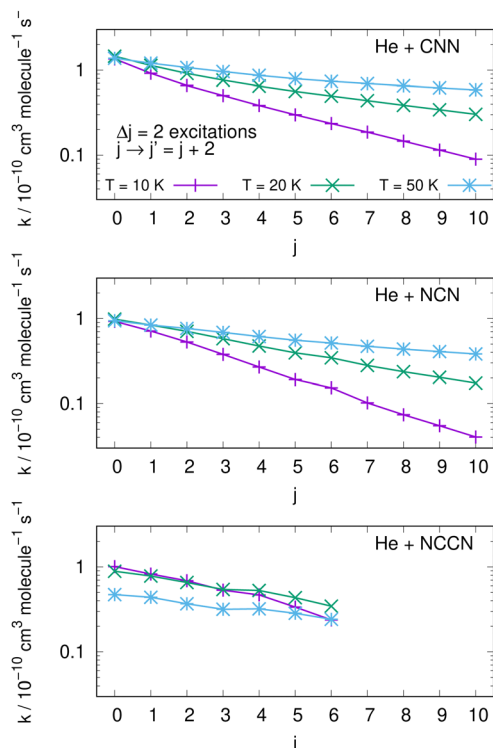 k / 10⁻¹⁰ cm³ molecule⁻¹ s⁻
1
0.1
He + CNN
Δj = 2 excitations
j → j' = j + 2
T = 10 K T = 20 K T = 50 K
0 1 2 3 4 5 6 7 8 9 10
j
k / 10⁻¹⁰ cm³ molecule⁻¹ s⁻¹
1
0.1
He + NCN
0 1 2 3 4 5 6 7 8 9 10
j
k / 10⁻¹⁰ cm³ molecule⁻¹ s⁻¹
1
0.1
He + NCCN
0 1 2 3 4 5 6 7 8 9 10